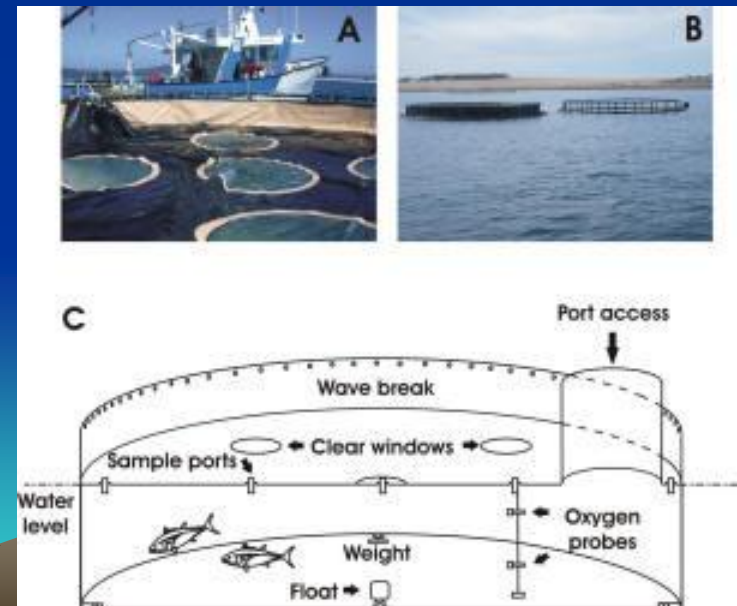 A
B
C
Port access
Wave break
Clear windows
Sample ports
Water
level
Oxygen
probes
Weight
Float